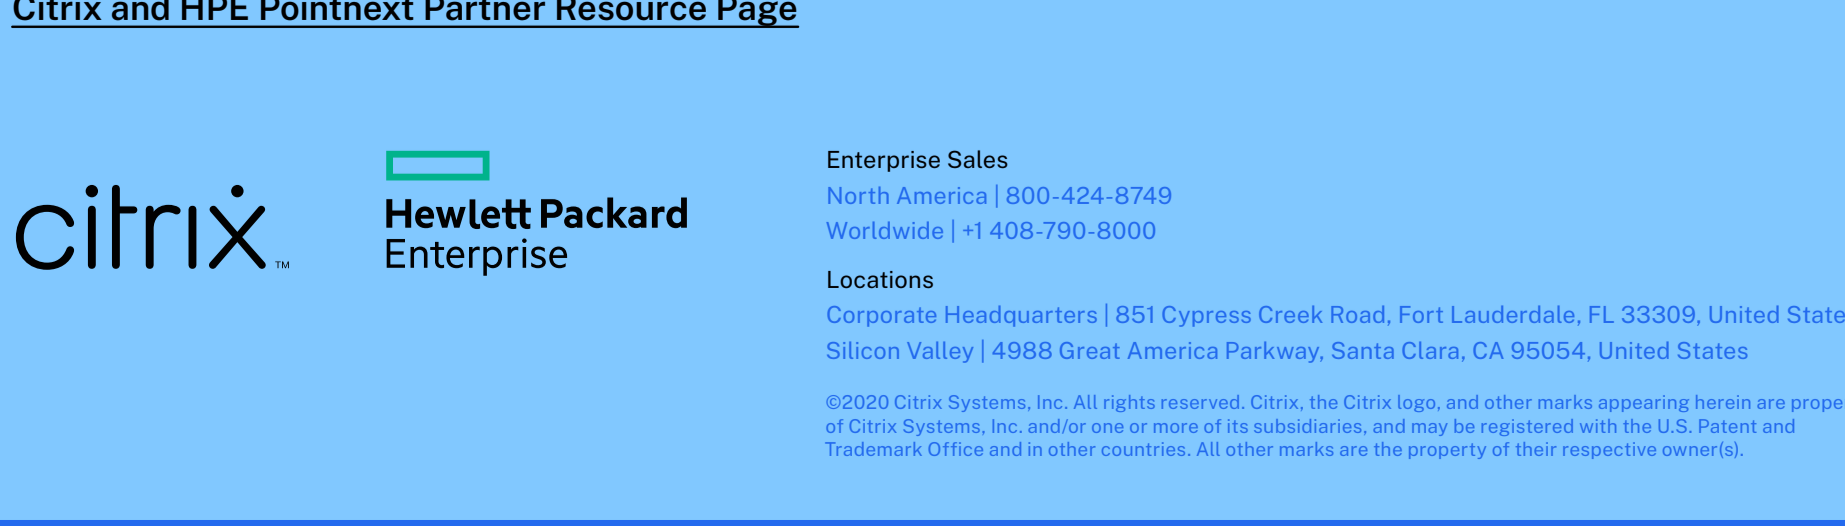 Citrix and HPE Pointnext Partner Resource Page
citrix™
Hewlett Packard
Enterprise
Enterprise Sales
North America | 800-424-8749
Worldwide | +1 408-790-8000
Locations
Corporate Headquarters | 851 Cypress Creek Road, Fort Lauderdale, FL 33309, United
Silicon Valley | 4988 Great America Parkway, Santa Clara, CA 95054, United States
©2020 Citrix Systems, Inc. All rights reserved. Citrix, the Citrix logo, and other marks appearing herein are
of Citrix Systems, Inc. and/or one or more of its subsidiaries, and may be registered with the U.S. Patent and
Trademark Office and in other countries. All other marks are the property of their respective owner(s).